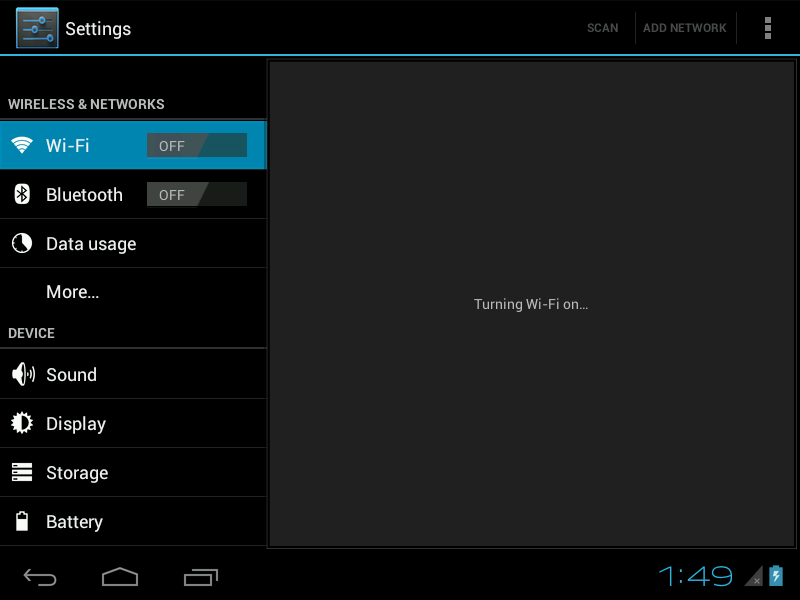 Settings
SCAN
ADD NETWORK
WIRELESS & NETWORKS
Wi-Fi
OFF
Bluetooth
OFF
Data usage
More...
DEVICE
Sound
Display
Storage
Battery
Turning Wi-Fi on...
1:49